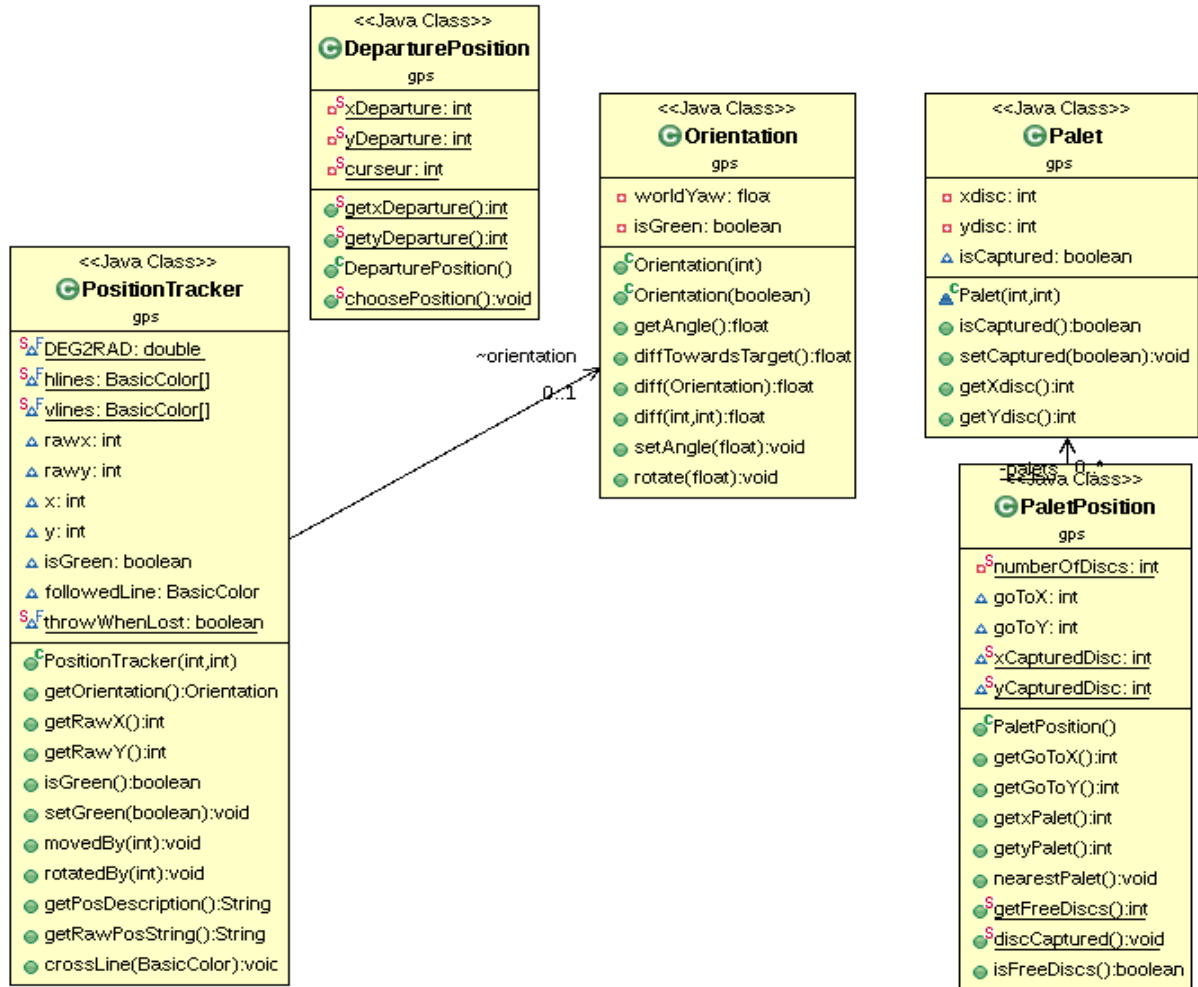 <<Java Class>>
DeparturePosition
gps
xDeparture: int
yDeparture: int
curseur: int
getxDeparture():int
getyDeparture():int
DeparturePosition()
choosePosition():void
<<Java Class>>
Orientation
gps
worldYaw: float
isGreen: boolean
Orientation(int)
Orientation(boolean)
getAngle():float
diffTowardsTarget():float
diff(Orientation):float
diff(int,int):float
setAngle(float):void
rotate(float):void
<<Java Class>>
Palet
gps
xdisc: int
ydisc: int
isCaptured: boolean
Palet(int,int)
isCaptured():boolean
setCaptured(boolean):void
getXdisc():int
getYdisc():int
<<Java Class>>
PositionTracker
gps
DEG2RAD: double
hlines: BasicColor[]
vlines: BasicColor[]
rawx: int
rawy: int
x: int
y: int
isGreen: boolean
followedLine: BasicColor
throwWhenLost: boolean
PositionTracker(int,int)
getOrientation():Orientation
getRawX():int
getRawY():int
isGreen():boolean
setGreen(boolean):void
movedBy(int):void
rotatedBy(int):void
getPosDescription():String
getRawPosString():String
crossLine(BasicColor):void
~orientation
0..1
-palets 0..*
<<Java Class>>
PaletPosition
gps
numberOfDiscs: int
goToX: int
goToY: int
xCapturedDisc: int
yCapturedDisc: int
PaletPosition()
getGoToX():int
getGoToY():int
getxPalet():int
getyPalet():int
nearestPalet():void
getFreeDiscs():int
discCaptured():void
isFreeDiscs():boolean